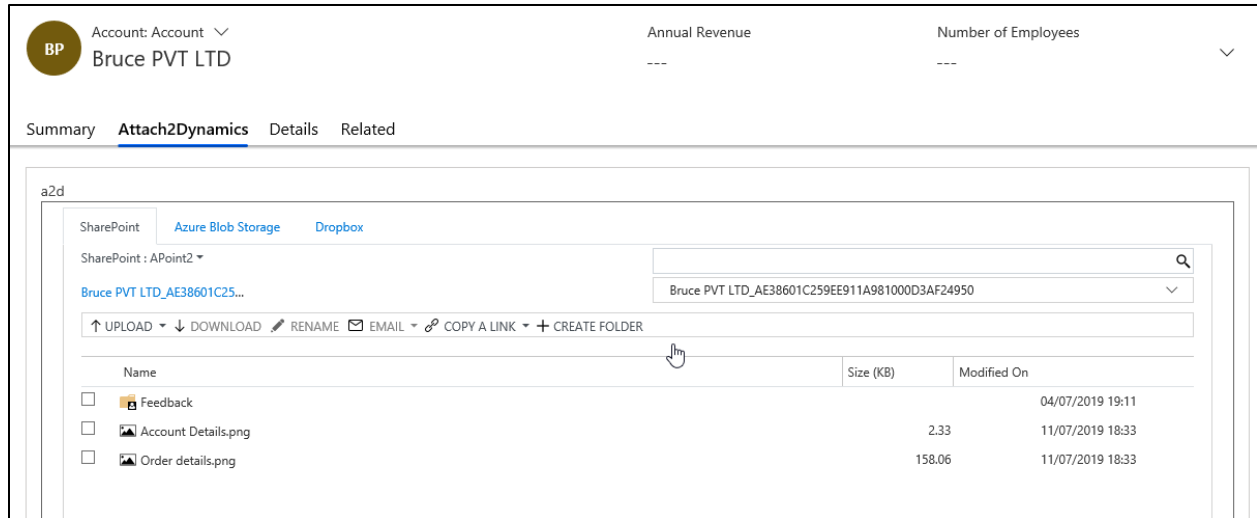 BP
Account: Account
Bruce PVT LTD
Annual Revenue
---
Number of Employees
---
Summary Attach2Dynamics Details Related
a2d
SharePoint Azure Blob Storage Dropbox
SharePoint : APoint2
Bruce PVT LTD_AE38601C25...
Bruce PVT LTD_AE38601C259EE911A981000D3AF24950
UPLOAD DOWNLOAD RENAME EMAIL COPY A LINK CREATE FOLDER
Name Size (KB) Modified On
Feedback 04/07/2019 19:11
Account Details.png 2.33 11/07/2019 18:33
Order details.png 158.06 11/07/2019 18:33